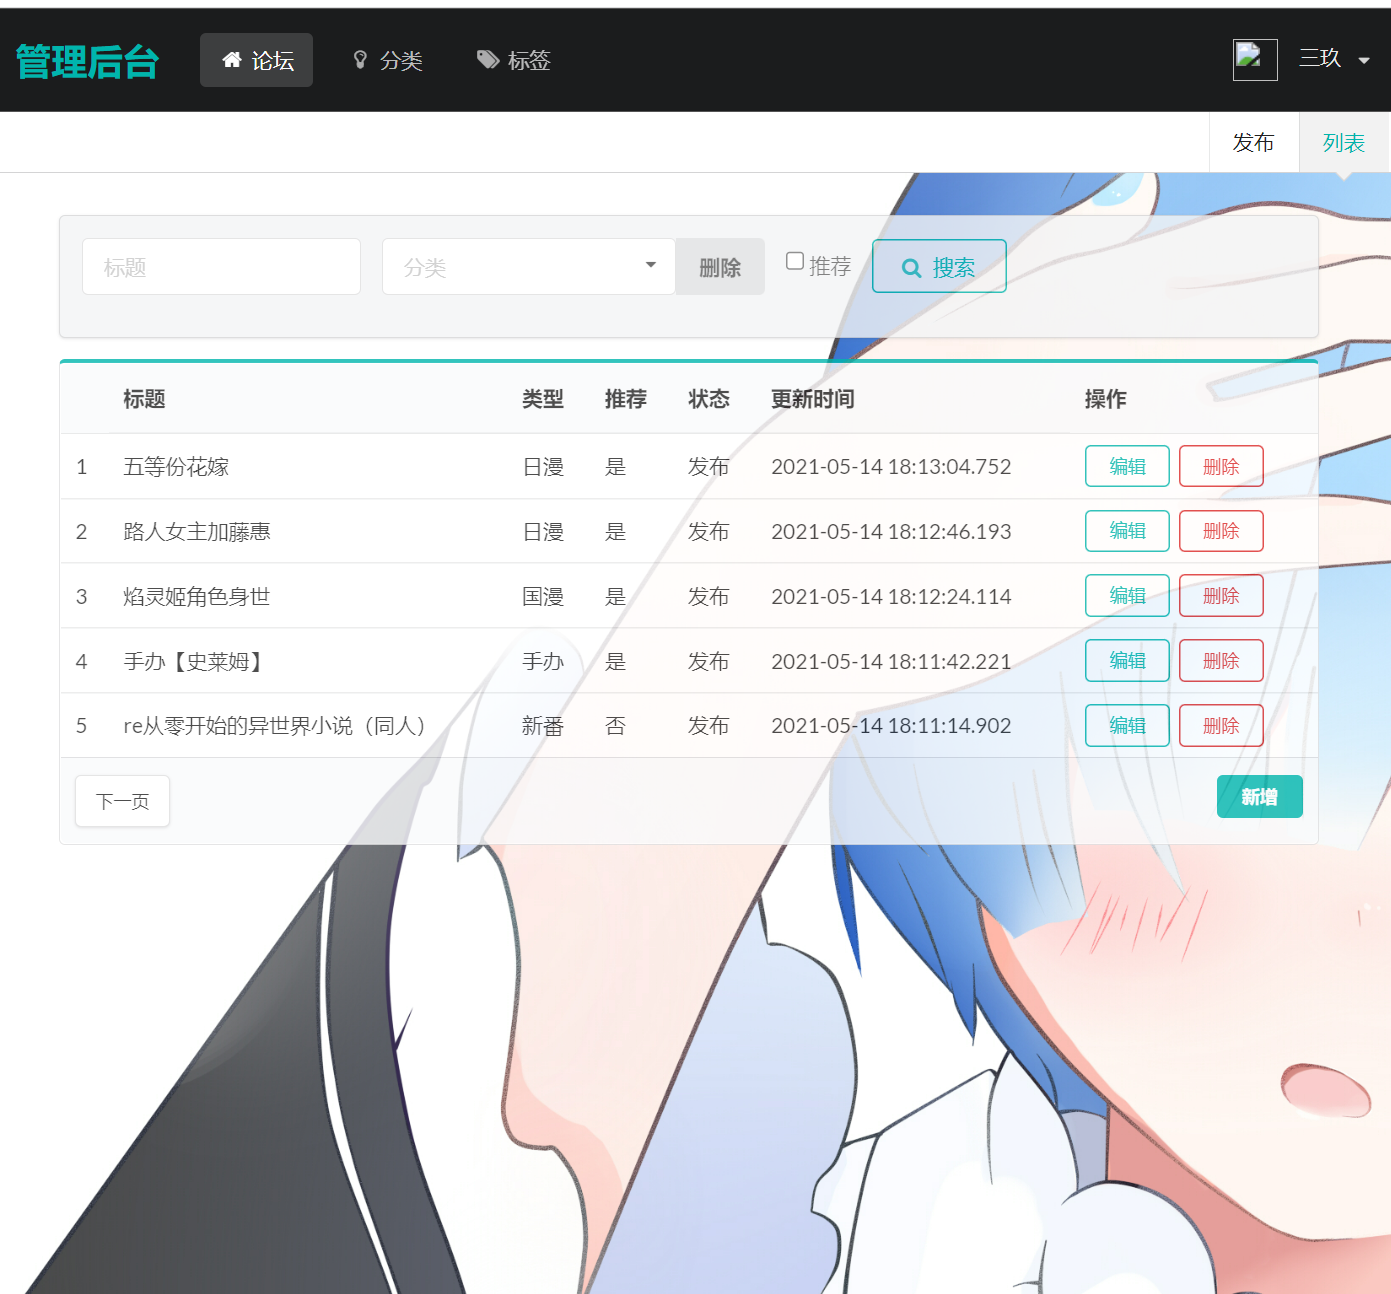 管理后台 论坛 分类 标签 三玖
发布 列表
标题 分类 删除 推荐 搜索
标题 类型 推荐 状态 更新时间 操作
1 五等份花嫁 日漫 是 发布 2021-05-14 18:13:04.752 编辑 删除
2 路人女主加藤惠 日漫 是 发布 2021-05-14 18:12:46.193 编辑 删除
3 焰灵姬角色身世 国漫 是 发布 2021-05-14 18:12:24.114 编辑 删除
4 手办【史莱姆】 手办 是 发布 2021-05-14 18:11:42.221 编辑 删除
5 re从零开始的异世界小说（同人） 新番 否 发布 2021-05-14 18:11:14.902 编辑 删除
下一页 新增